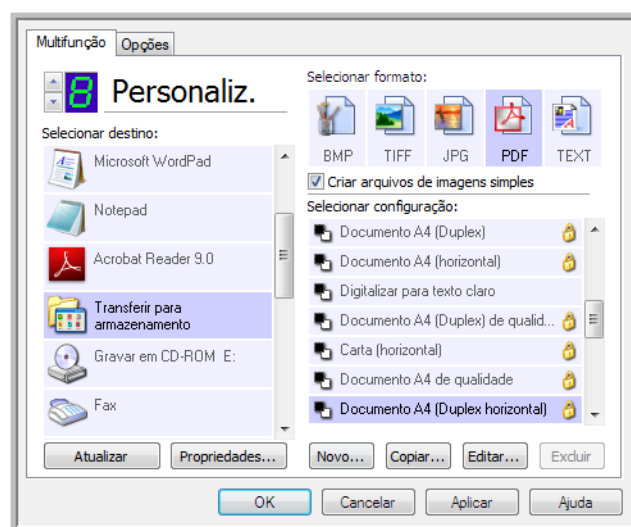 Multifunção
Opções
8
Personaliz.
Selecionar destino:
Microsoft WordPad
Notepad
Acrobat Reader 9.0
Transferir para
armazenamento
Gravar em CD-ROM E:
Fax
Atualizar
Propriedades...
Selecionar formato:
BMP
TIFF
JPG
PDF
TEXT
Criar arquivos de imagens simples
Selecionar configuração:
Documento A4 (Duplex)
Documento A4 (horizontal)
Digitalizar para texto claro
Documento A4 (Duplex) de qualid...
Carta (horizontal)
Documento A4 de qualidade
Documento A4 (Duplex horizontal)
Novo...
Copiar...
Editar...
Excluir
OK
Cancelar
Aplicar
Ajuda